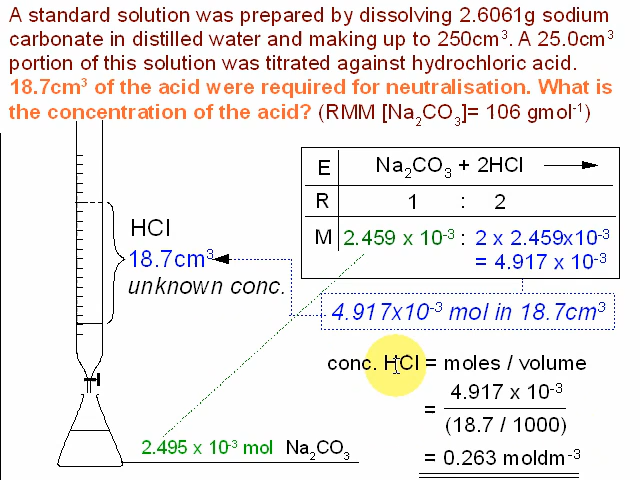 A standard solution was prepared by dissolving 2.6061g sodium
carbonate in distilled water and making up to 250cm³. A 25.0cm³
portion of this solution was titrated against hydrochloric acid.
18.7cm³ of the acid were required for neutralisation. What is
the concentration of the acid? (RMM [Na₂CO₃]= 106 gmol⁻¹)
E Na₂CO₃ + 2HCl ⟶
R 1 : 2
M 2.459 x 10⁻³ : 2 x 2.459x10⁻³
= 4.917 x 10⁻³
HCl
18.7cm³
unknown conc.
4.917x10⁻³ mol in 18.7cm³
conc. HCl = moles / volume
= 4.917 x 10⁻³
(18.7 / 1000)
= 0.263 moldm⁻³
2.495 x 10⁻³ mol Na₂CO₃